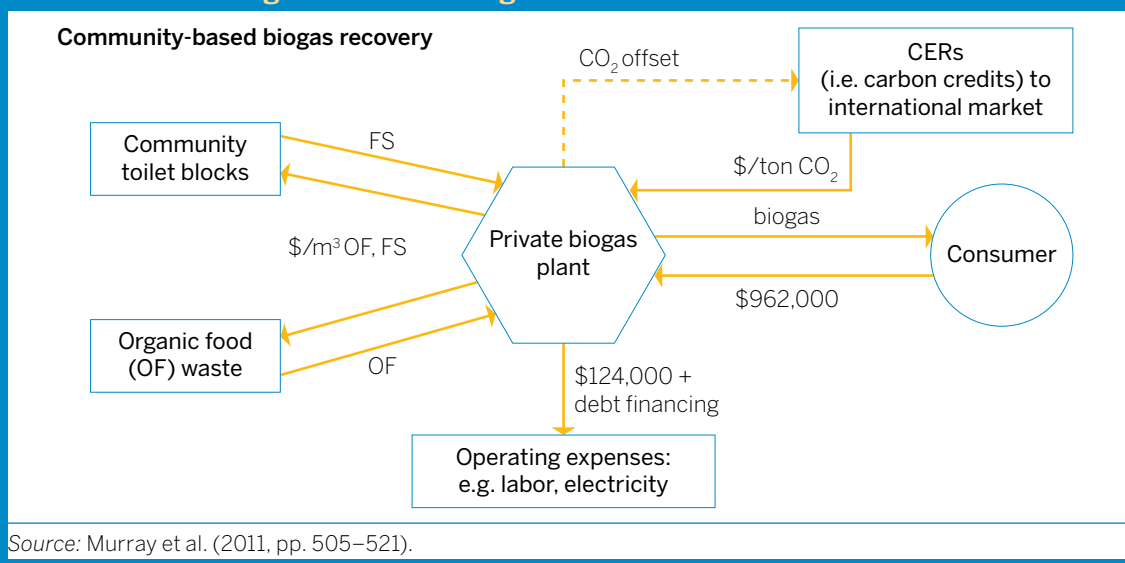 Community-based biogas recovery
CO₂ offset
CERs
(i.e. carbon credits) to
international market
Community
toilet blocks
FS
$/ton CO₂
biogas
$/m³ OF, FS
Private biogas
plant
Consumer
$962,000
Organic food
(OF) waste
OF
$124,000 +
debt financing
Operating expenses:
e.g. labor, electricity
Source: Murray et al. (2011, pp. 505–521).